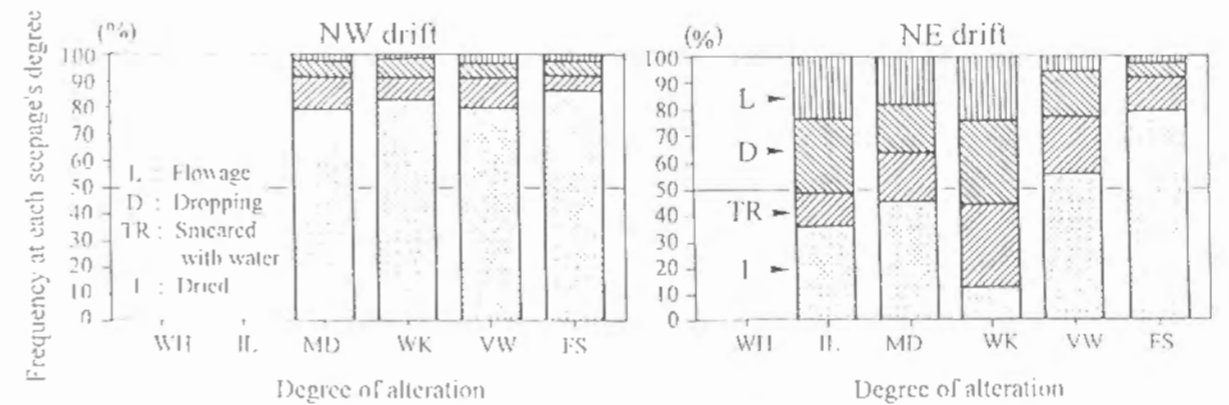 Frequency at each seepage's degree
(%)
NW drift
100
90
80
70
60
50
40
30
20
10
0
L : Flowage
D : Dropping
TR : Smeared
with water
I : Dried
WH IL MD WK VW FS
Degree of alteration
(%)
NE drift
100
90
80
70
60
50
40
30
20
10
0
L
D
TR
I
WH IL MD WK VW FS
Degree of alteration